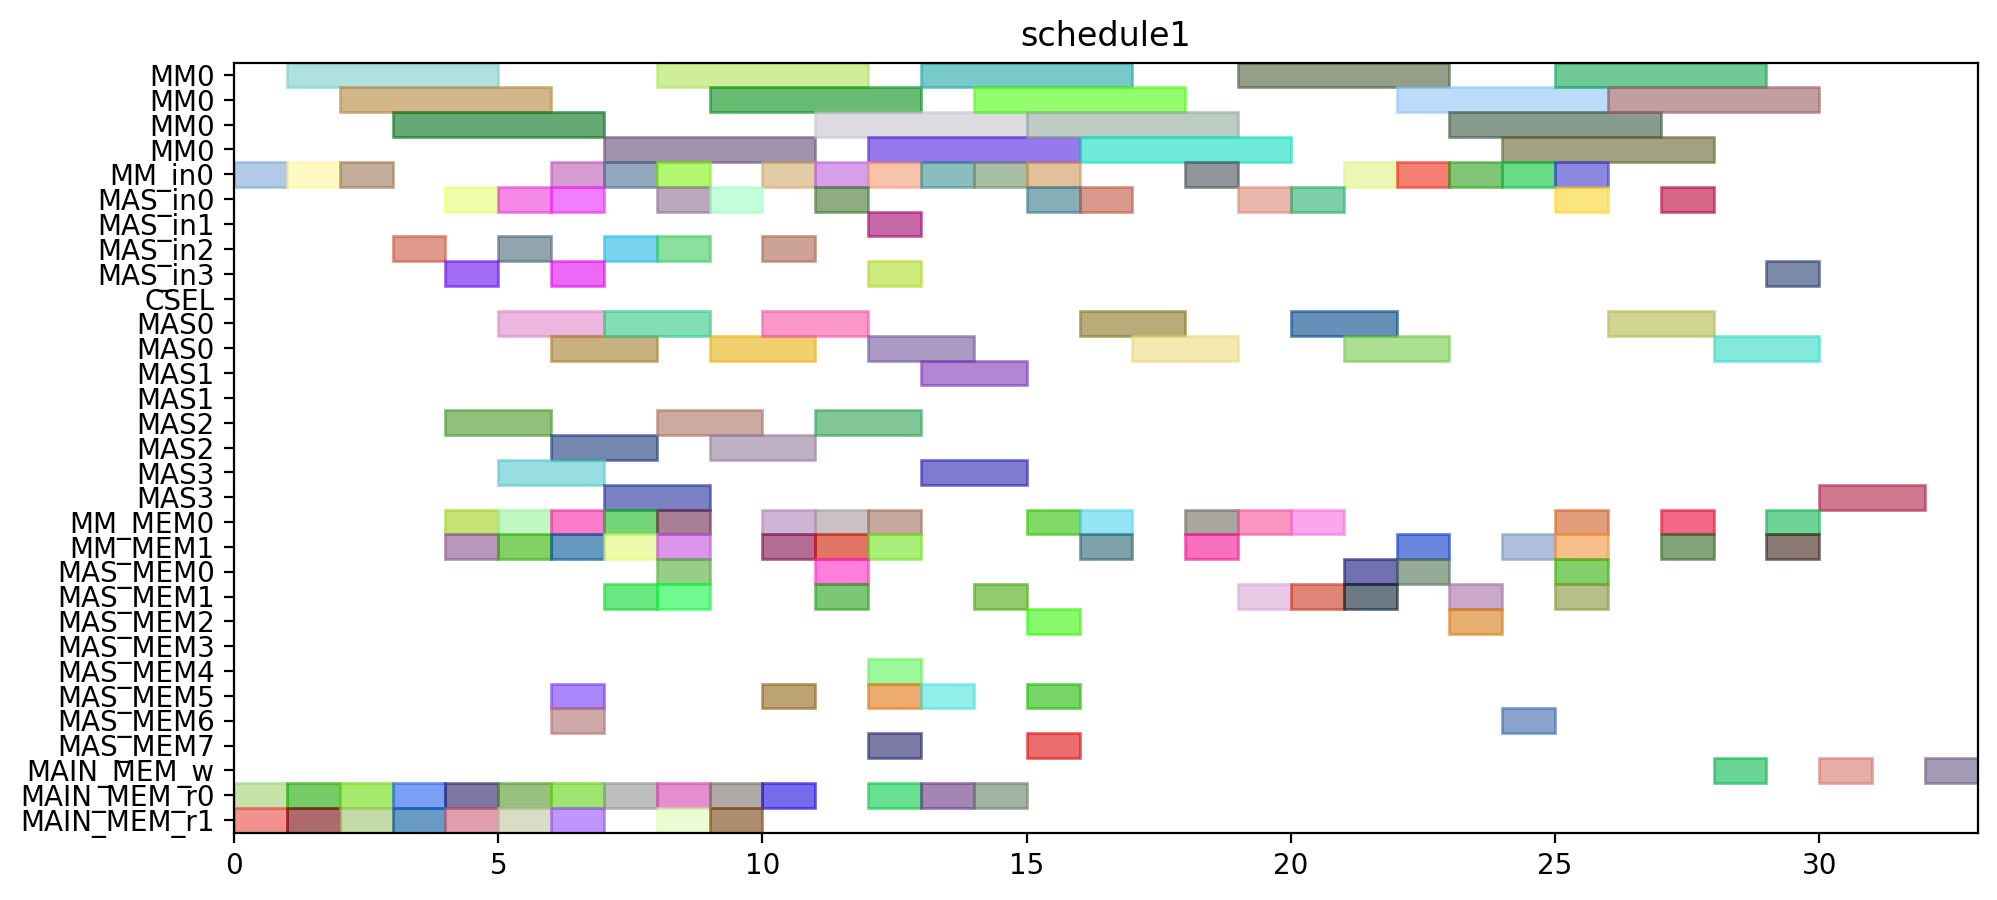 schedule1
MM0
MM0
MM0
MM0
MM_in0
MAS_in0
MAS_in1
MAS_in2
MAS_in3
CSEL
MAS0
MAS0
MAS1
MAS1
MAS2
MAS2
MAS3
MAS3
MM_MEM0
MM_MEM1
MAS_MEM0
MAS_MEM1
MAS_MEM2
MAS_MEM3
MAS_MEM4
MAS_MEM5
MAS_MEM6
MAS_MEM7
MAIN_MEM_w
MAIN_MEM_r0
MAIN_MEM_r1
0 5 10 15 20 25 30